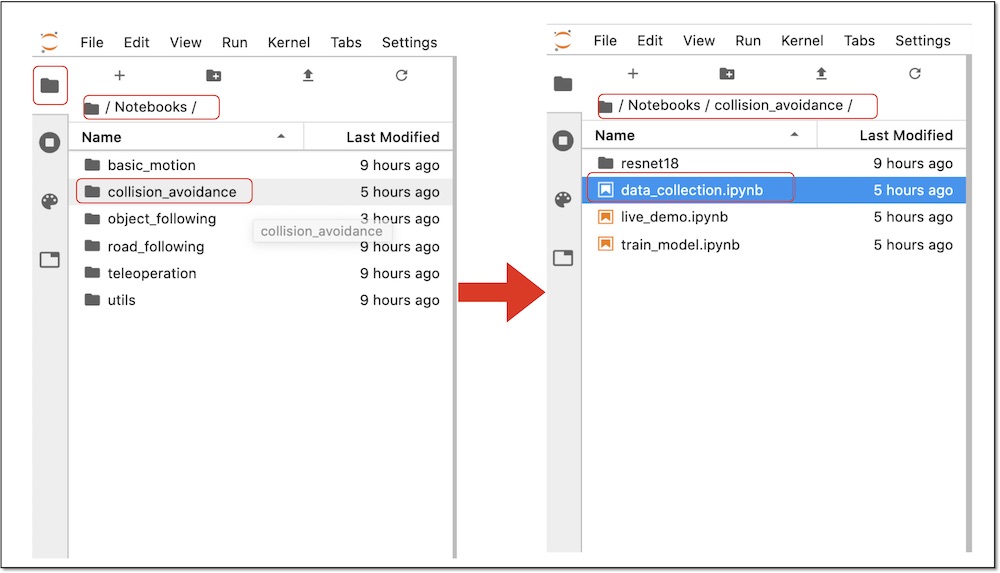 File Edit View Run Kernel Tabs Settings
/ Notebooks /
Name Last Modified
basic_motion 9 hours ago
collision_avoidance 5 hours ago
object_following 3 hours ago
collision_avoidance
road_following 9 hours ago
teleoperation 9 hours ago
utils 9 hours ago
File Edit View Run Kernel Tabs Settings
/ Notebooks / collision_avoidance /
Name Last Modified
resnet18 9 hours ago
data_collection.ipynb 5 hours ago
live_demo.ipynb 5 hours ago
train_model.ipynb 5 hours ago